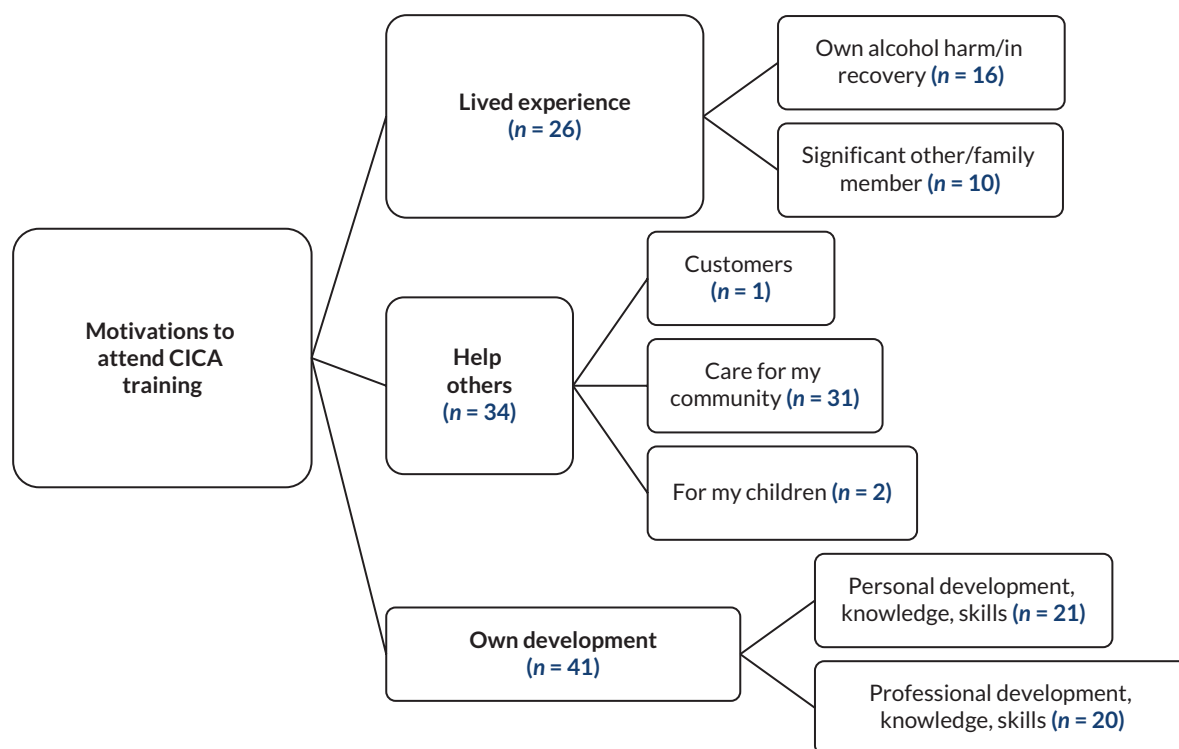 Motivations to
attend CICA
training
Lived experience
(n = 26)
Own alcohol harm/in
recovery (n = 16)
Significant other/family
member (n = 10)
Help
others
(n = 34)
Customers
(n = 1)
Care for my
community (n = 31)
For my children (n = 2)
Own development
(n = 41)
Personal development,
knowledge, skills (n = 21)
Professional development,
knowledge, skills (n = 20)